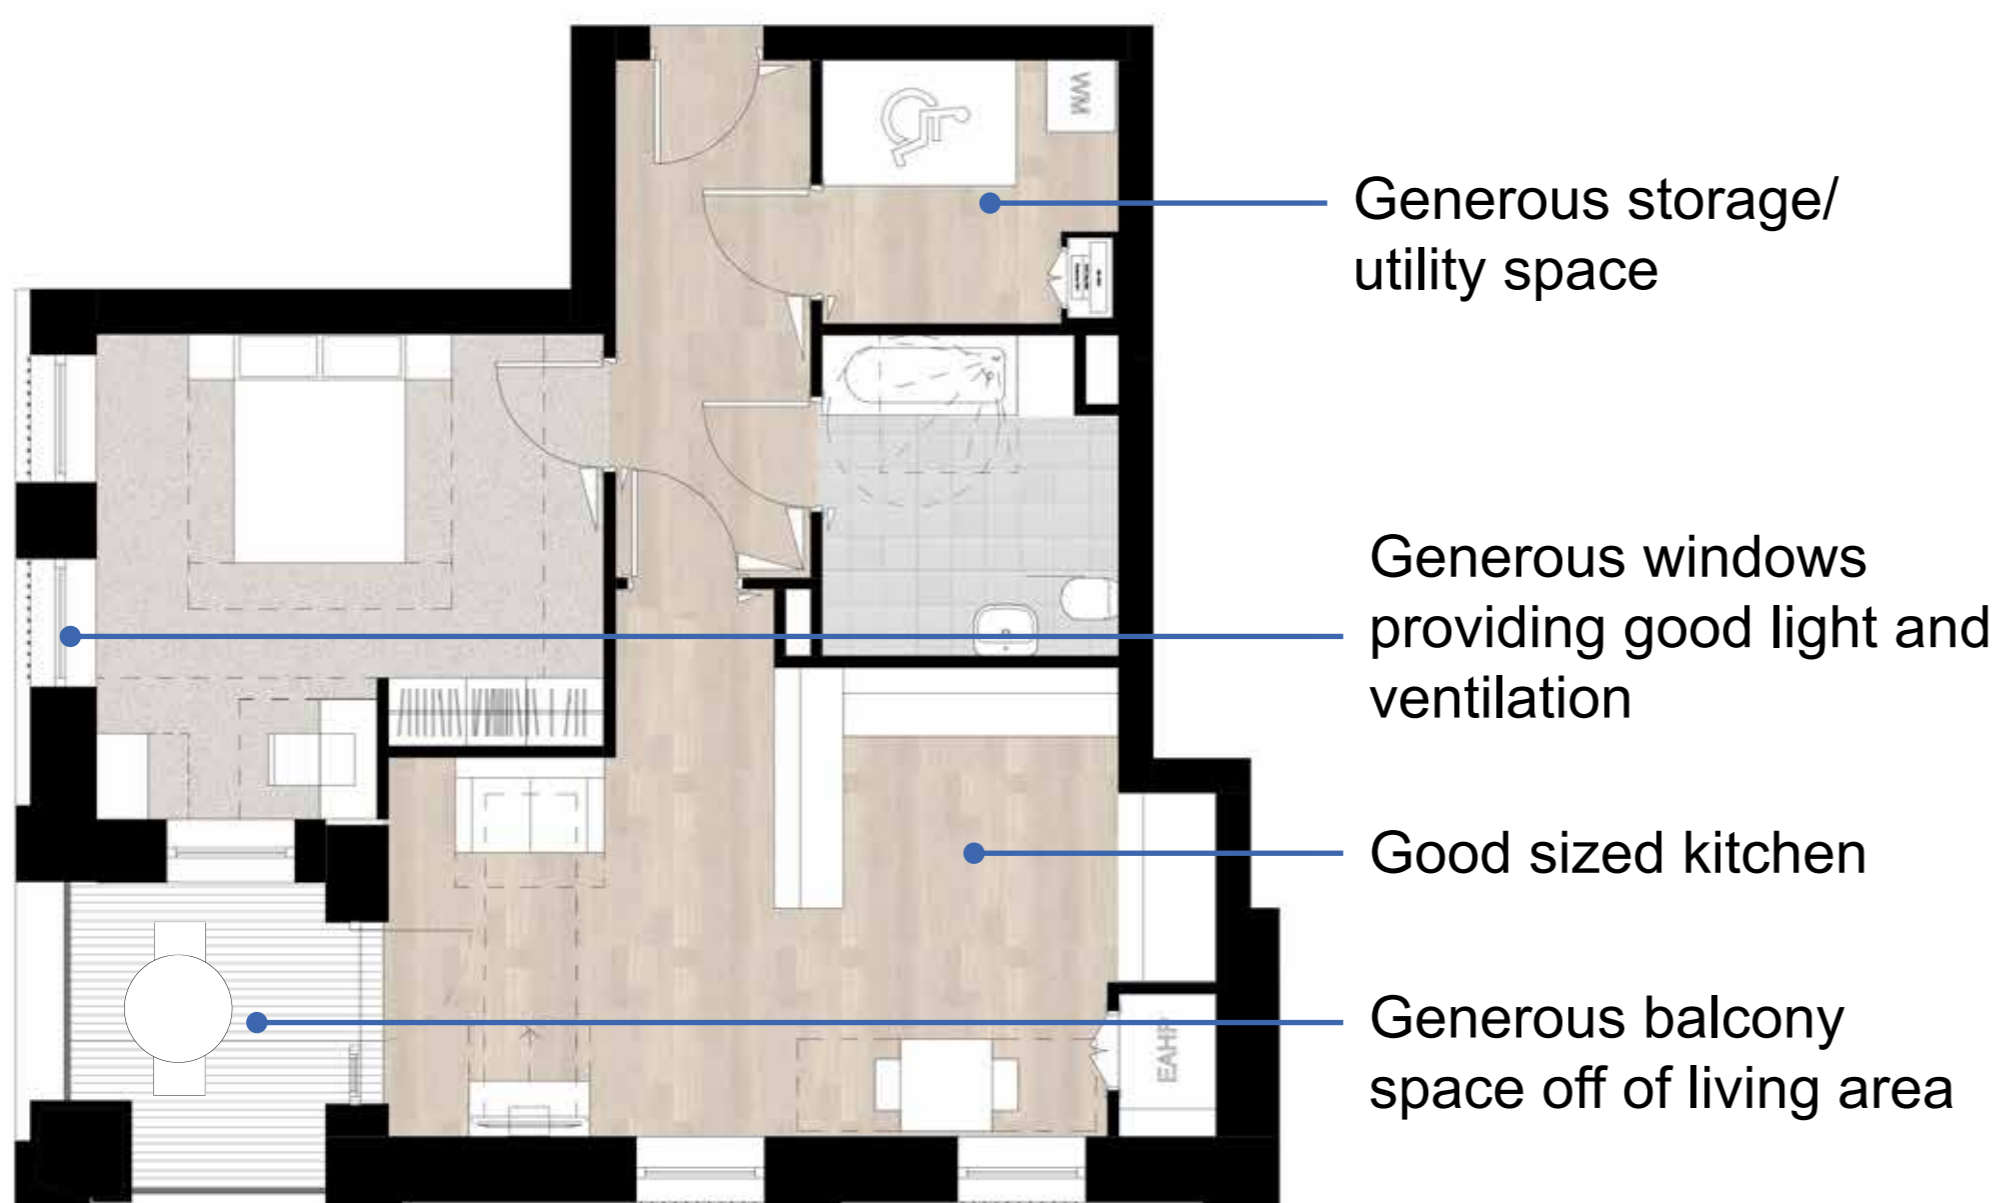 WM
Generous storage/
utility space
Generous windows
providing good light and
ventilation
Good sized kitchen
Generous balcony
space off of living area
EAHP